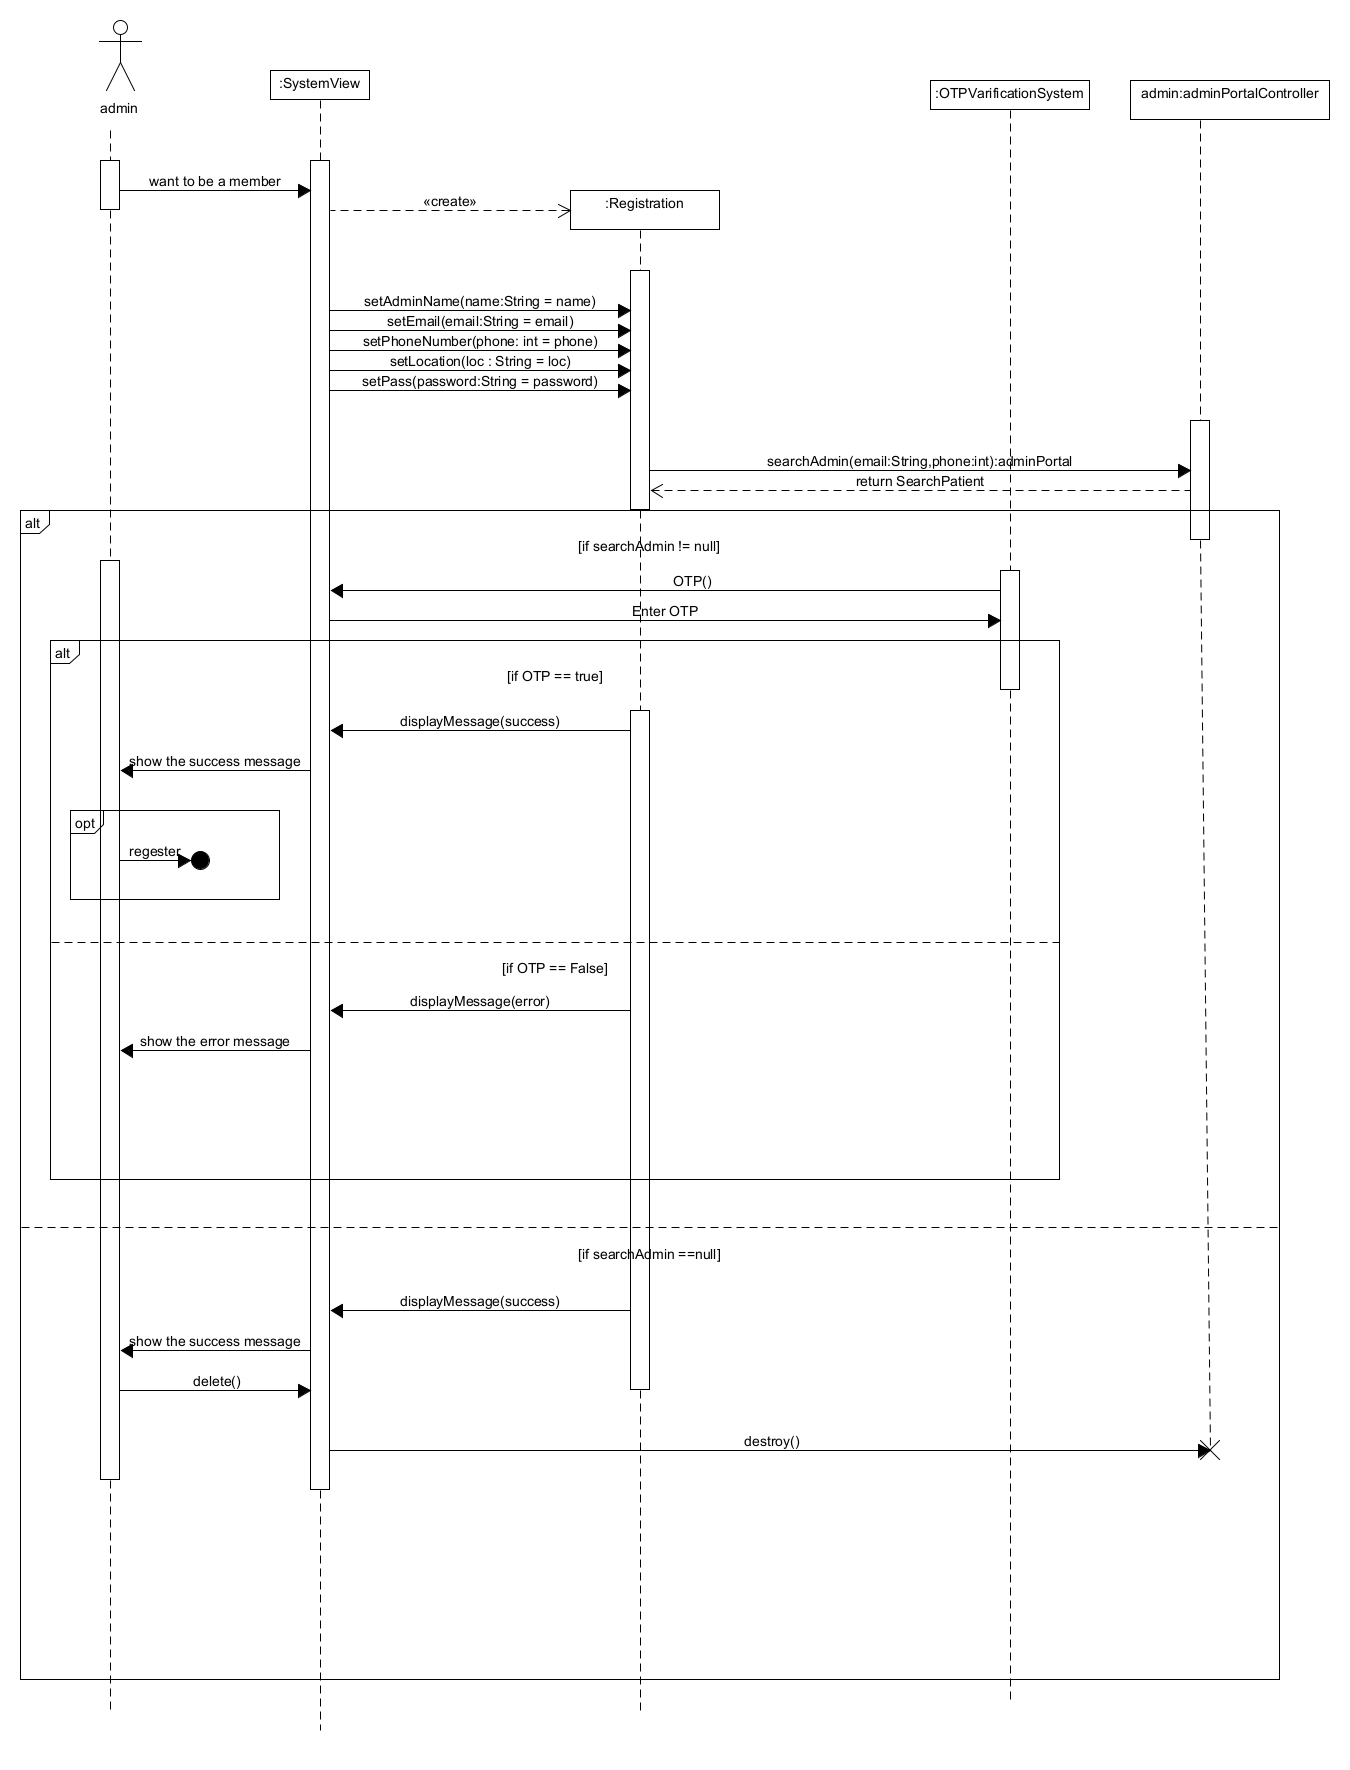 admin
:SystemView
:OTPVarificationSystem
admin:adminPortalController
want to be a member
«create»
:Registration
setAdminName(name:String = name)
setEmail(email:String = email)
setPhoneNumber(phone: int = phone)
setLocation(loc : String = loc)
setPass(password:String = password)
searchAdmin(email:String,phone:int):adminPortal
return SearchPatient
alt
[if searchAdmin != null]
OTP()
Enter OTP
alt
[if OTP == true]
displayMessage(success)
show the success message
opt
regester
[if OTP == False]
displayMessage(error)
show the error message
[if searchAdmin ==null]
displayMessage(success)
show the success message
delete()
destroy()